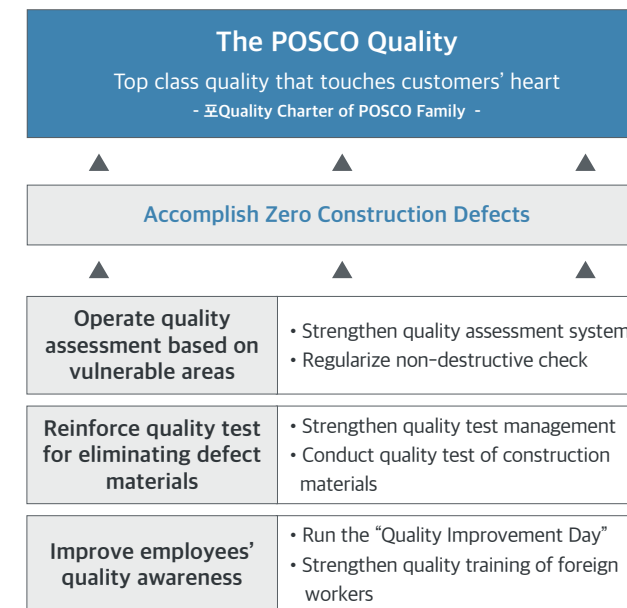 The POSCO Quality
Top class quality that touches customers’ heart
- 포Quality Charter of POSCO Family -
Accomplish Zero Construction Defects
Operate quality
assessment based on
vulnerable areas
• Strengthen quality assessment system
• Regularize non-destructive check
Reinforce quality test
for eliminating defect
materials
• Strengthen quality test management
• Conduct quality test of construction
materials
Improve employees’
quality awareness
• Run the “Quality Improvement Day”
• Strengthen quality training of foreign
workers